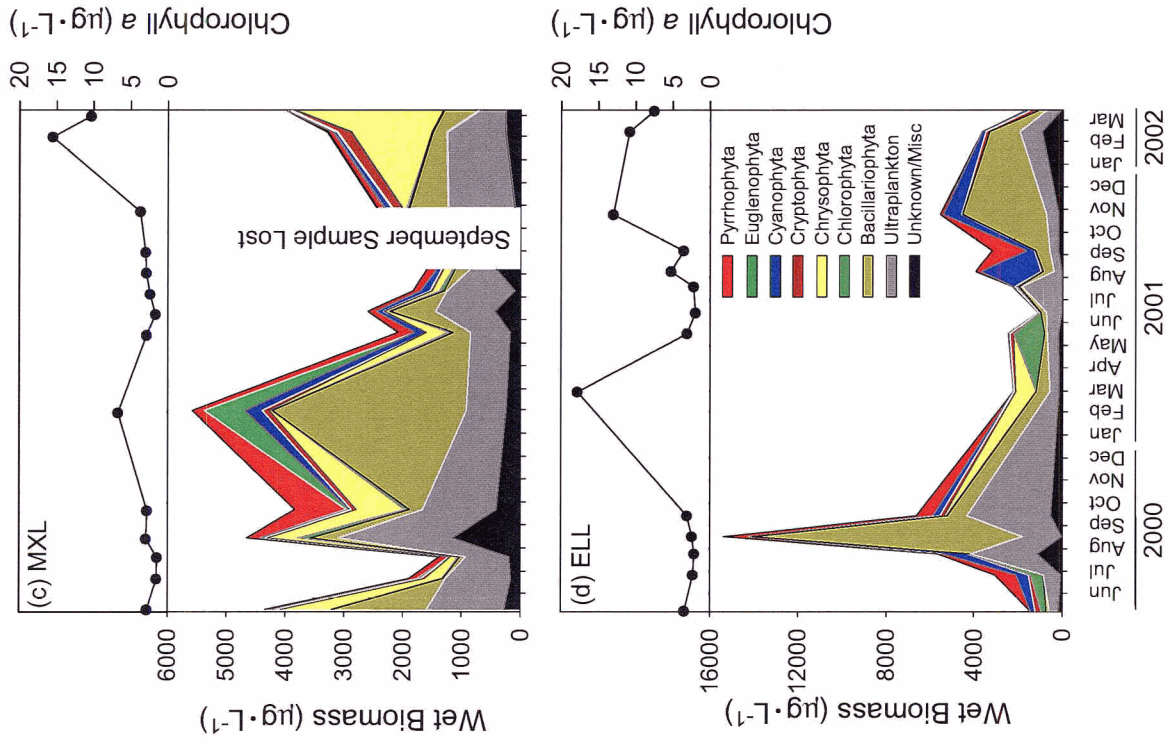 (c) MXL
Chlorophyll a (µg·L⁻¹)
20
15
10
5
0
Wet Biomass (µg·L⁻¹)
6000
5000
4000
3000
2000
1000
0
September Sample Lost
(d) ELL
Chlorophyll a (µg·L⁻¹)
20
15
10
5
0
Wet Biomass (µg·L⁻¹)
16000
12000
8000
4000
0
Pyrrhophyta
Euglenophyta
Cyanophyta
Cryptophyta
Chrysophyta
Chlorophyta
Bacillariophyta
Ultraplankton
Unknown/Misc
Jun Jul Aug Sep Oct Nov Dec Jan Feb Mar Apr May Jun Jul Aug Sep Oct Nov Dec Jan Feb Mar
2000 2001 2002